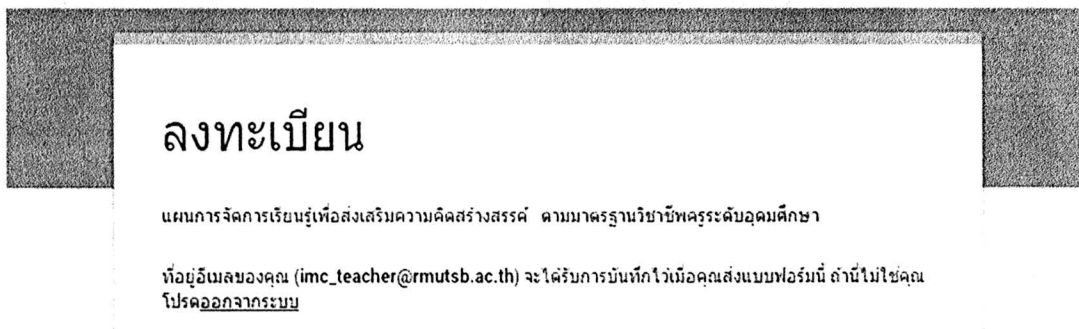 ลงทะเบียน
แผนการจัดการเรียนรู้เพื่อส่งเสริมความคิดสร้างสรรค์ ตามมาตรฐานวิชาชีพครูระดับอุดมศึกษา
ที่อยู่อีเมลของคุณ (imc_teacher@rmutsb.ac.th) จะได้รับการบันทึกไว้เมื่อคุณส่งแบบฟอร์มนี้ ถ้านี่ไม่ใช่คุณ
โปรดออกจากระบบ